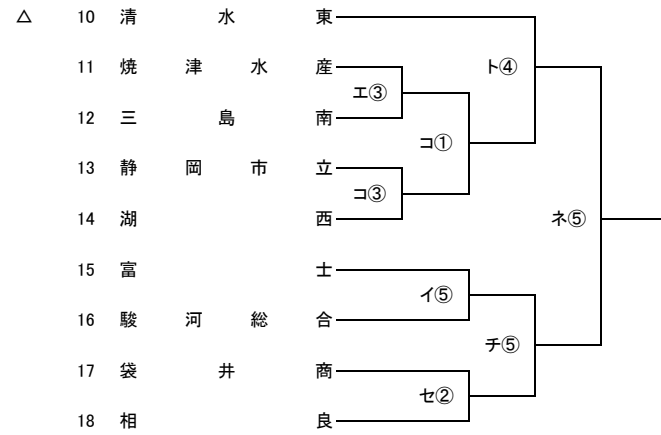 △ 10 清水東
ト④
11 焼津水産
エ③
12 三島南
コ①
13 静岡市立
コ③
14 湖西
ネ⑤
15 富士
イ⑤
16 駿河総合
チ⑤
17 袋井商
セ②
18 相良